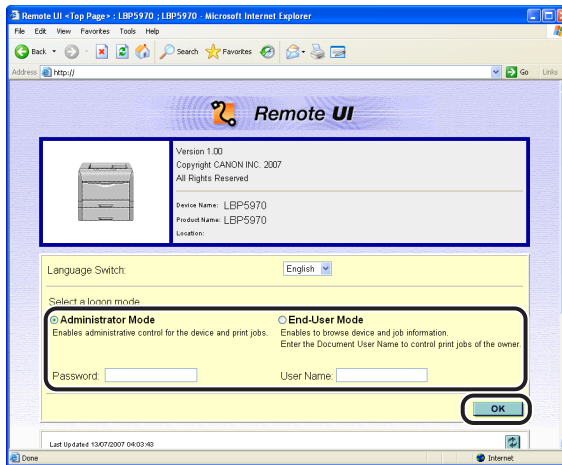 Remote UI <Top Page> : LBP5970 ; LBP5970 - Microsoft Internet Explorer
File Edit View Favorites Tools Help
Back Search Favorites
Address http:// Go Links
Remote UI
Version 1.00
Copyright CANON INC. 2007
All Rights Reserved
Device Name: LBP5970
Product Name: LBP5970
Location:
Language Switch: English
Select a logon mode
Administrator Mode End-User Mode
Enables administrative control for the device and print jobs. Enables to browse device and job information.
Enter the Document User Name to control print jobs of the owner.
Password: User Name:
OK
Last Updated 13/07/2007 04:03:43
Done Internet